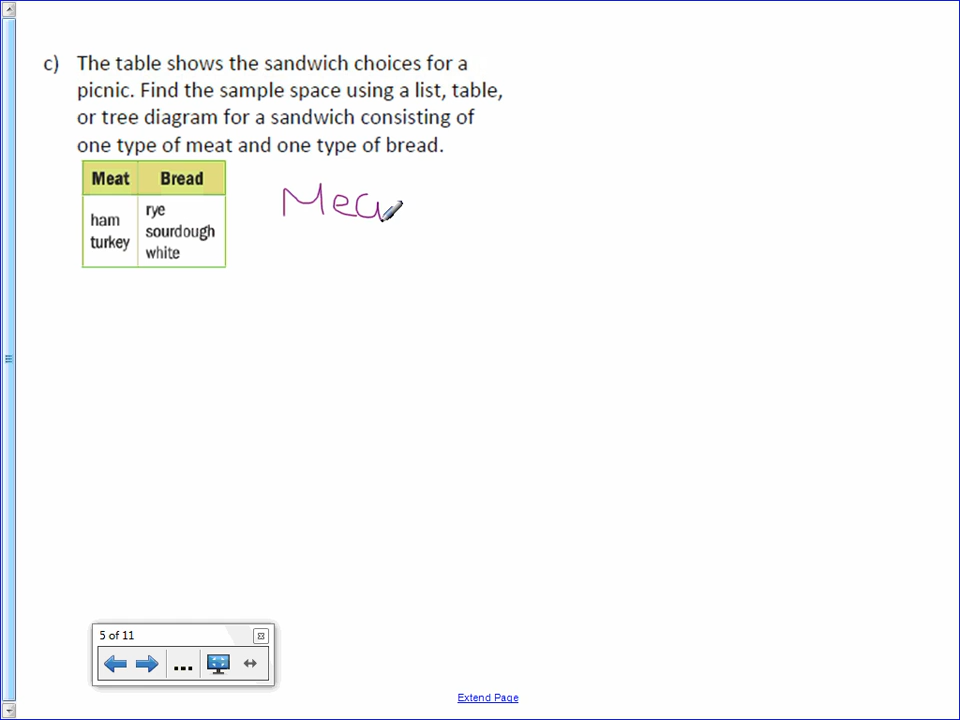 c) The table shows the sandwich choices for a
picnic. Find the sample space using a list, table,
or tree diagram for a sandwich consisting of
one type of meat and one type of bread.
Meat Bread
ham
turkey
rye
sourdough
white
Mea
5 of 11
...
Extend Page